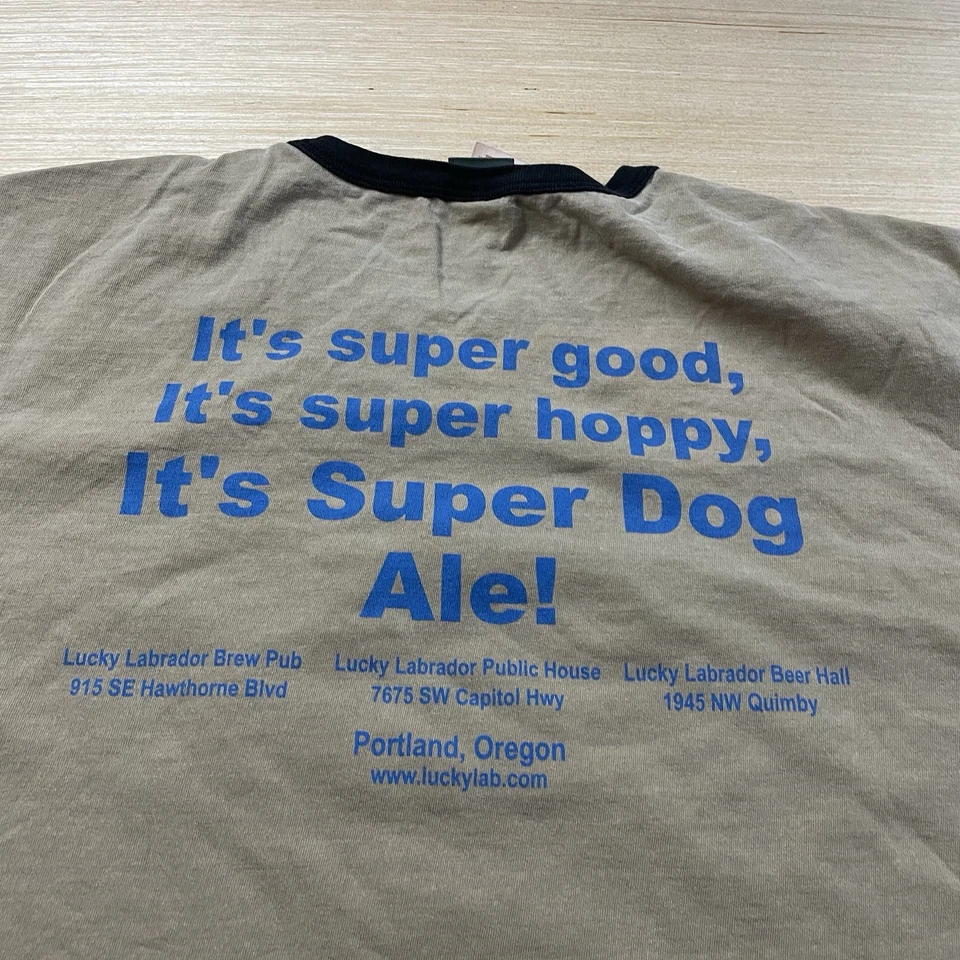 It's super good,
It's super hoppy,
It's Super Dog
Ale!
Lucky Labrador Brew Pub
915 SE Hawthorne Blvd
Lucky Labrador Public House
7675 SW Capitol Hwy
Lucky Labrador Beer Hall
1945 NW Quimby
Portland, Oregon
www.luckylab.com